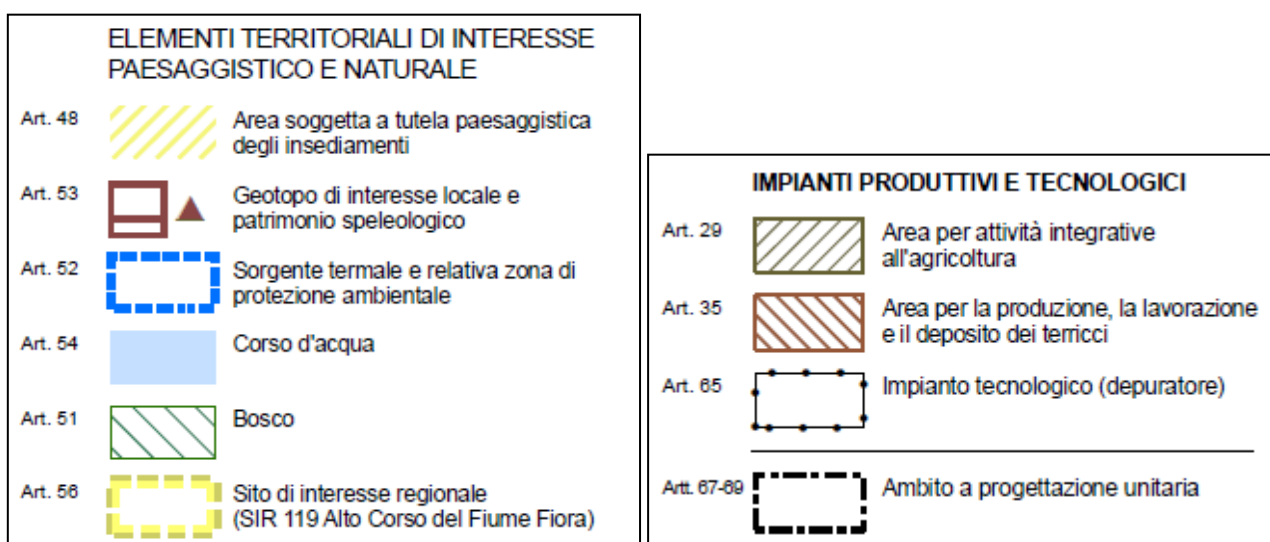 ELEMENTI TERRITORIALI DI INTERESSE
PAESAGGISTICO E NATURALE
Art. 48
Area soggetta a tutela paesaggistica
degli insediamenti
Art. 53
Geotopo di interesse locale e
patrimonio speleologico
Art. 52
Sorgente termale e relativa zona di
protezione ambientale
Art. 54
Corso d'acqua
Art. 51
Bosco
Art. 56
Sito di interesse regionale
(SIR 119 Alto Corso del Fiume Fiora)
IMPIANTI PRODUTTIVI E TECNOLOGICI
Art. 29
Area per attività integrative
all'agricoltura
Art. 35
Area per la produzione, la lavorazione
e il deposito dei terricci
Art. 65
Impianto tecnologico (depuratore)
Artt. 67-69
Ambito a progettazione unitaria